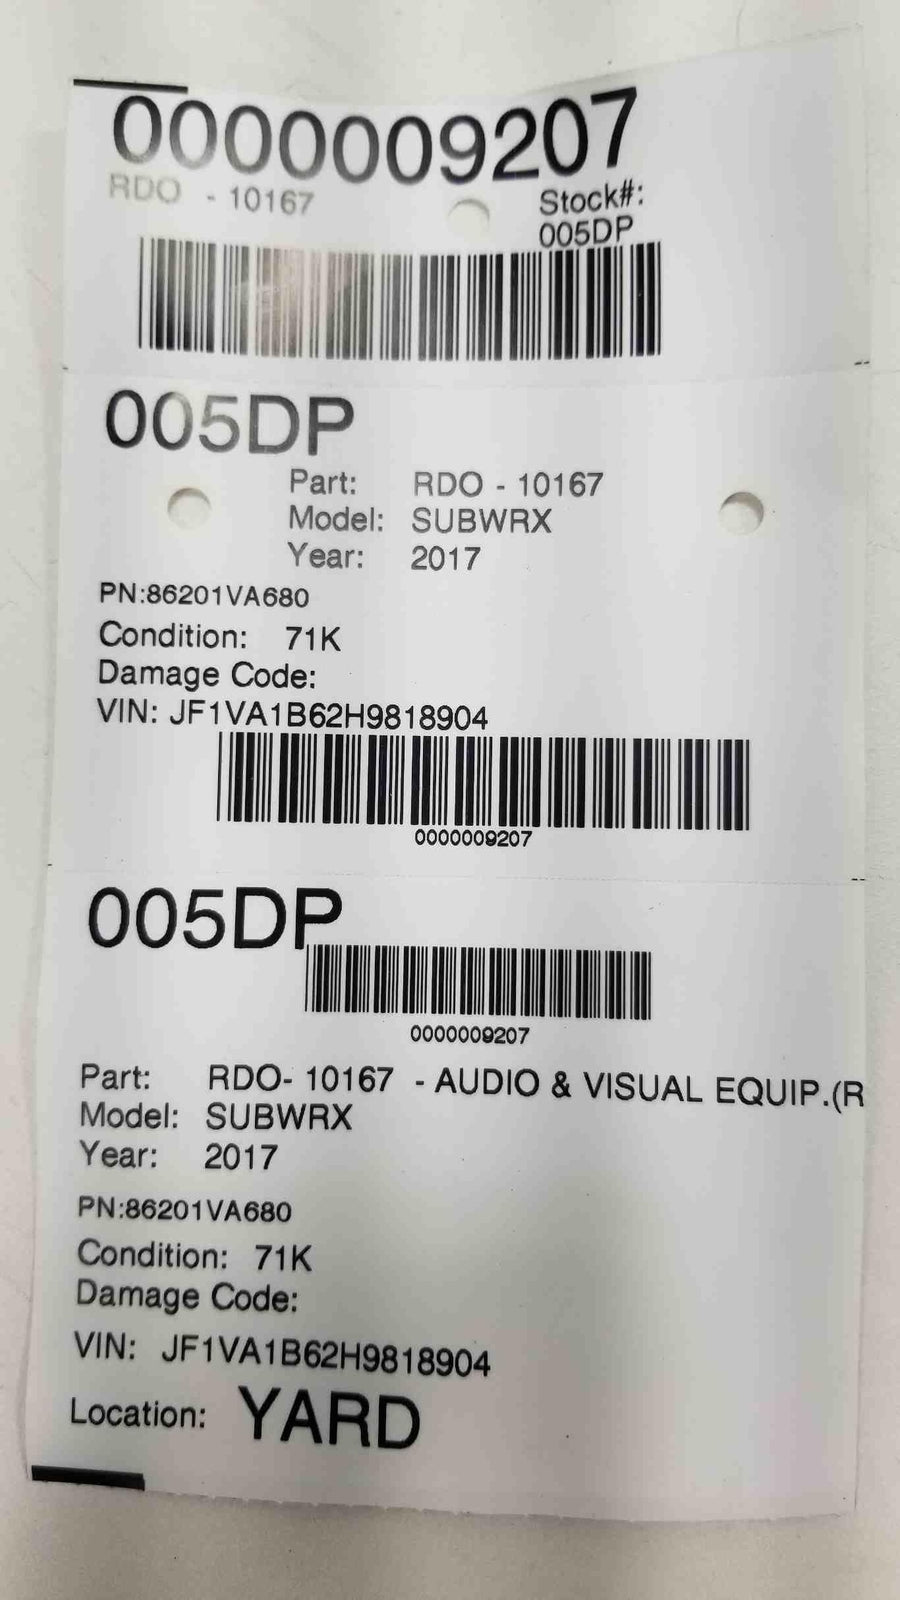 0000009207
RDO - 10167
Stock#:
005DP
005DP
Part: RDO - 10167
Model: SUBWRX
Year: 2017
PN:86201VA680
Condition: 71K
Damage Code:
VIN: JF1VA1B62H9818904
0000009207
005DP
0000009207
Part: RDO- 10167 - AUDIO & VISUAL EQUIP.(R
Model: SUBWRX
Year: 2017
PN:86201VA680
Condition: 71K
Damage Code:
VIN: JF1VA1B62H9818904
Location: YARD